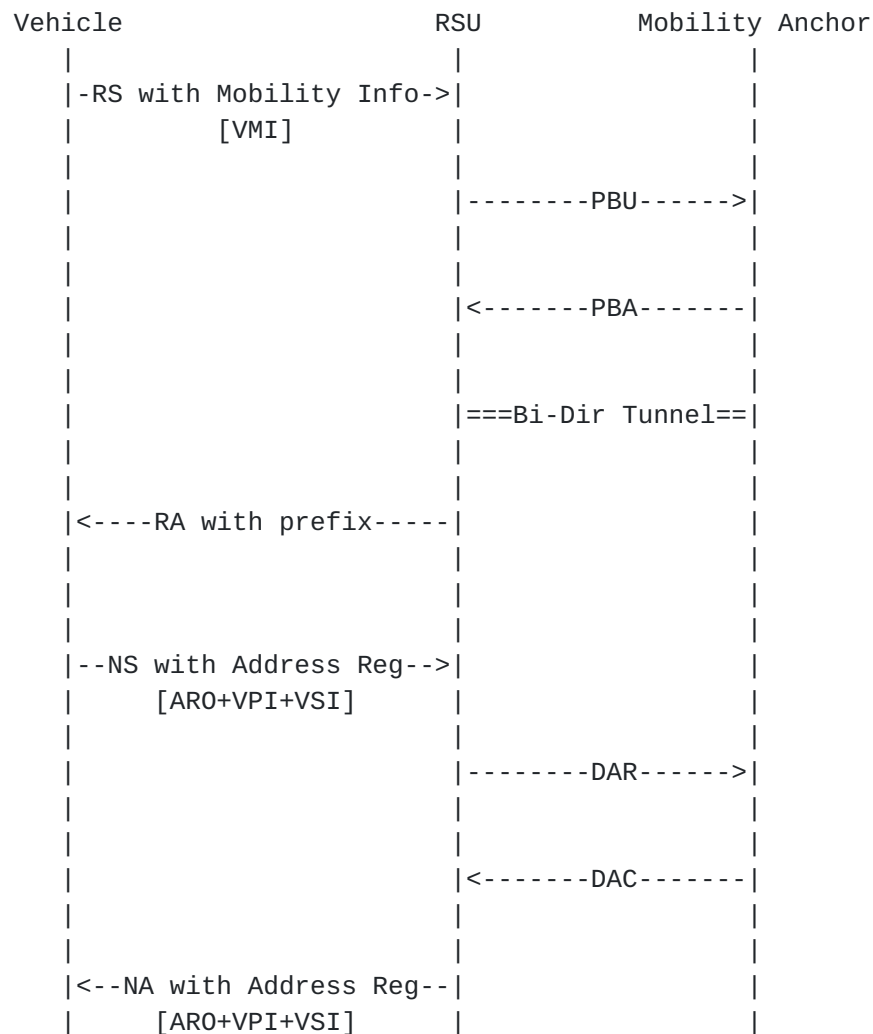 Vehicle                    RSU          Mobility Anchor
   |                        |                  |
   |-RS with Mobility Info->|                  |
   |         [VMI]          |                  |
   |                        |                  |
   |                        |--------PBU------>|
   |                        |                  |
   |                        |                  |
   |                        |<-------PBA-------|
   |                        |                  |
   |                        |                  |
   |                        |===Bi-Dir Tunnel==|
   |                        |                  |
   |                        |                  |
   |<----RA with prefix-----|                  |
   |                        |                  |
   |                        |                  |
   |                        |                  |
   |--NS with Address Reg-->|                  |
   |     [ARO+VPI+VSI]      |                  |
   |                        |                  |
   |                        |--------DAR------>|
   |                        |                  |
   |                        |                  |
   |                        |<-------DAC-------|
   |                        |                  |
   |                        |                  |
   |<--NA with Address Reg--|                  |
   |     [ARO+VPI+VSI]      |                  |